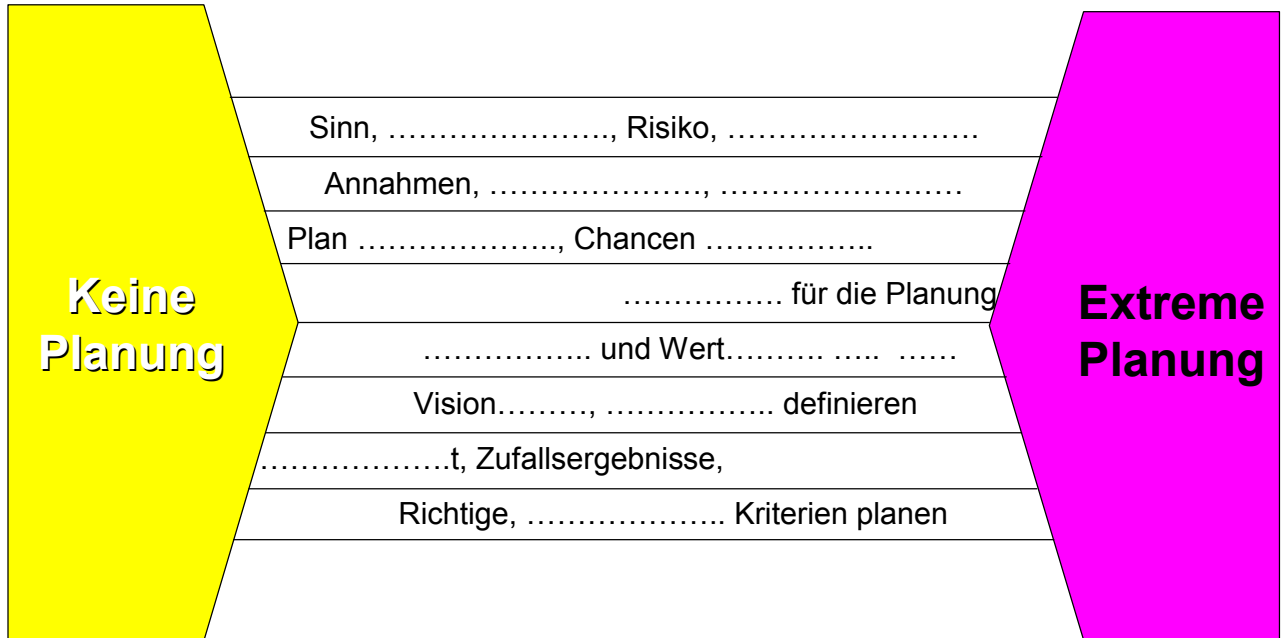 Sinn, …………………., Risiko, …………………….
Annahmen, …………………, ……………………
Plan ……………….., Chancen ……………..
……………. für die Planung
Keine
Planung
Extreme
Planung
…………….. und Wert………. ….. ……
Vision………, …………….. definieren
……………….t, Zufallsergebnisse,
Richtige, ……………….. Kriterien planen